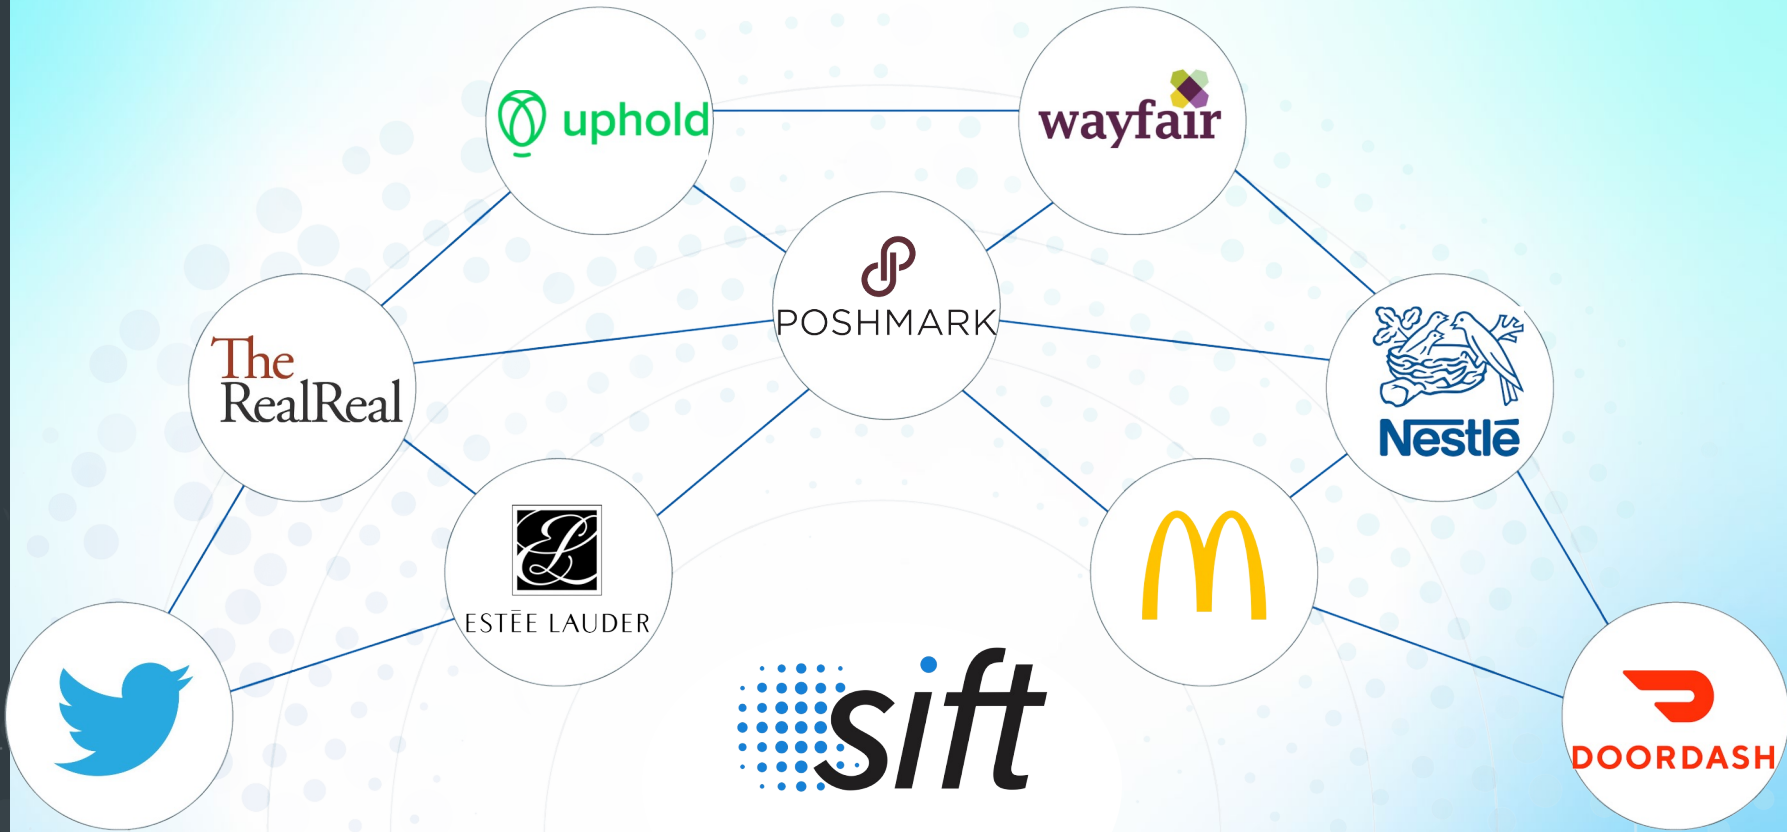 uphold
wayfair
POSHMARK
The
RealReal
Nestlé
ESTĒE LAUDER
sift
DOORDASH